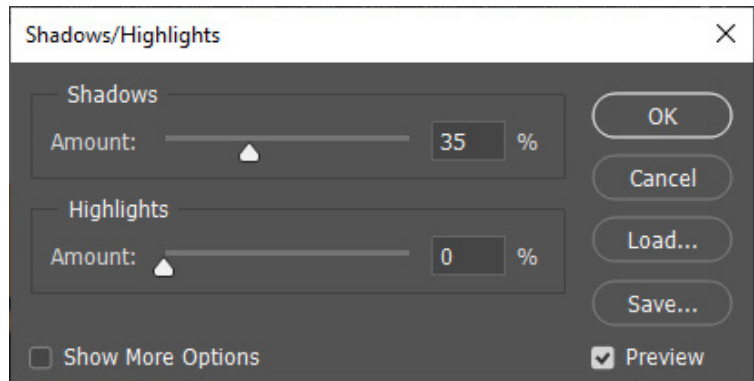 Shadows/Highlights
Shadows
Amount: 35 %
Highlights
Amount: 0 %
OK
Cancel
Load...
Save...
Show More Options
Preview